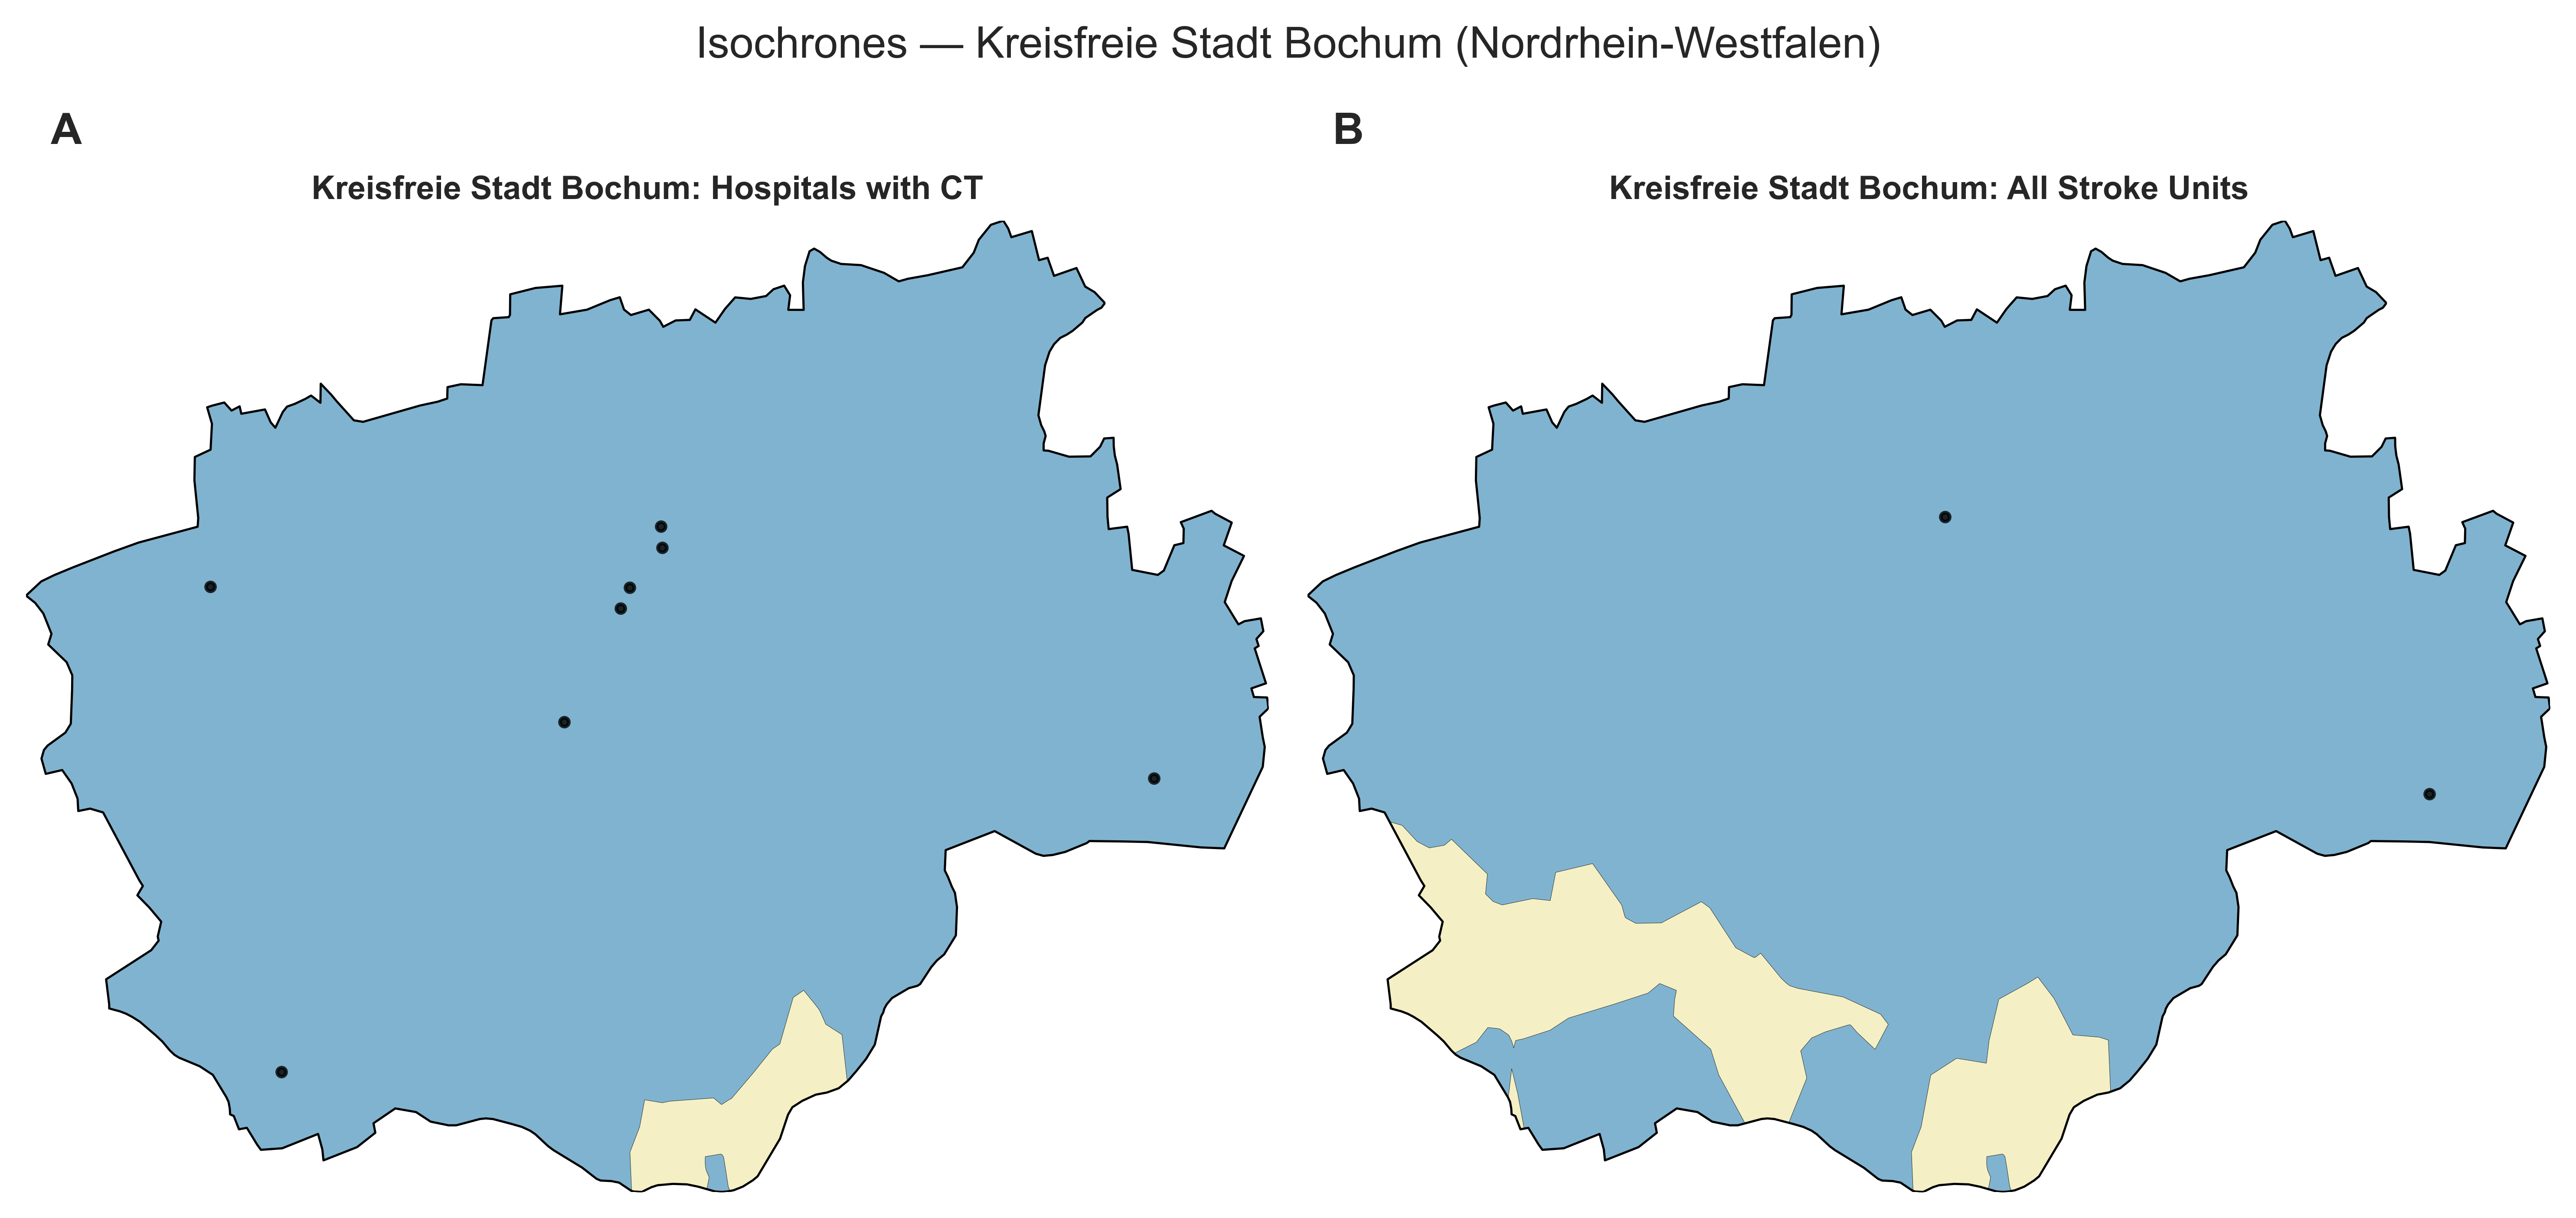 Isochrones — Kreisfreie Stadt Bochum (Nordrhein-Westfalen)
A
B
Kreisfreie Stadt Bochum: Hospitals with CT
Kreisfreie Stadt Bochum: All Stroke Units